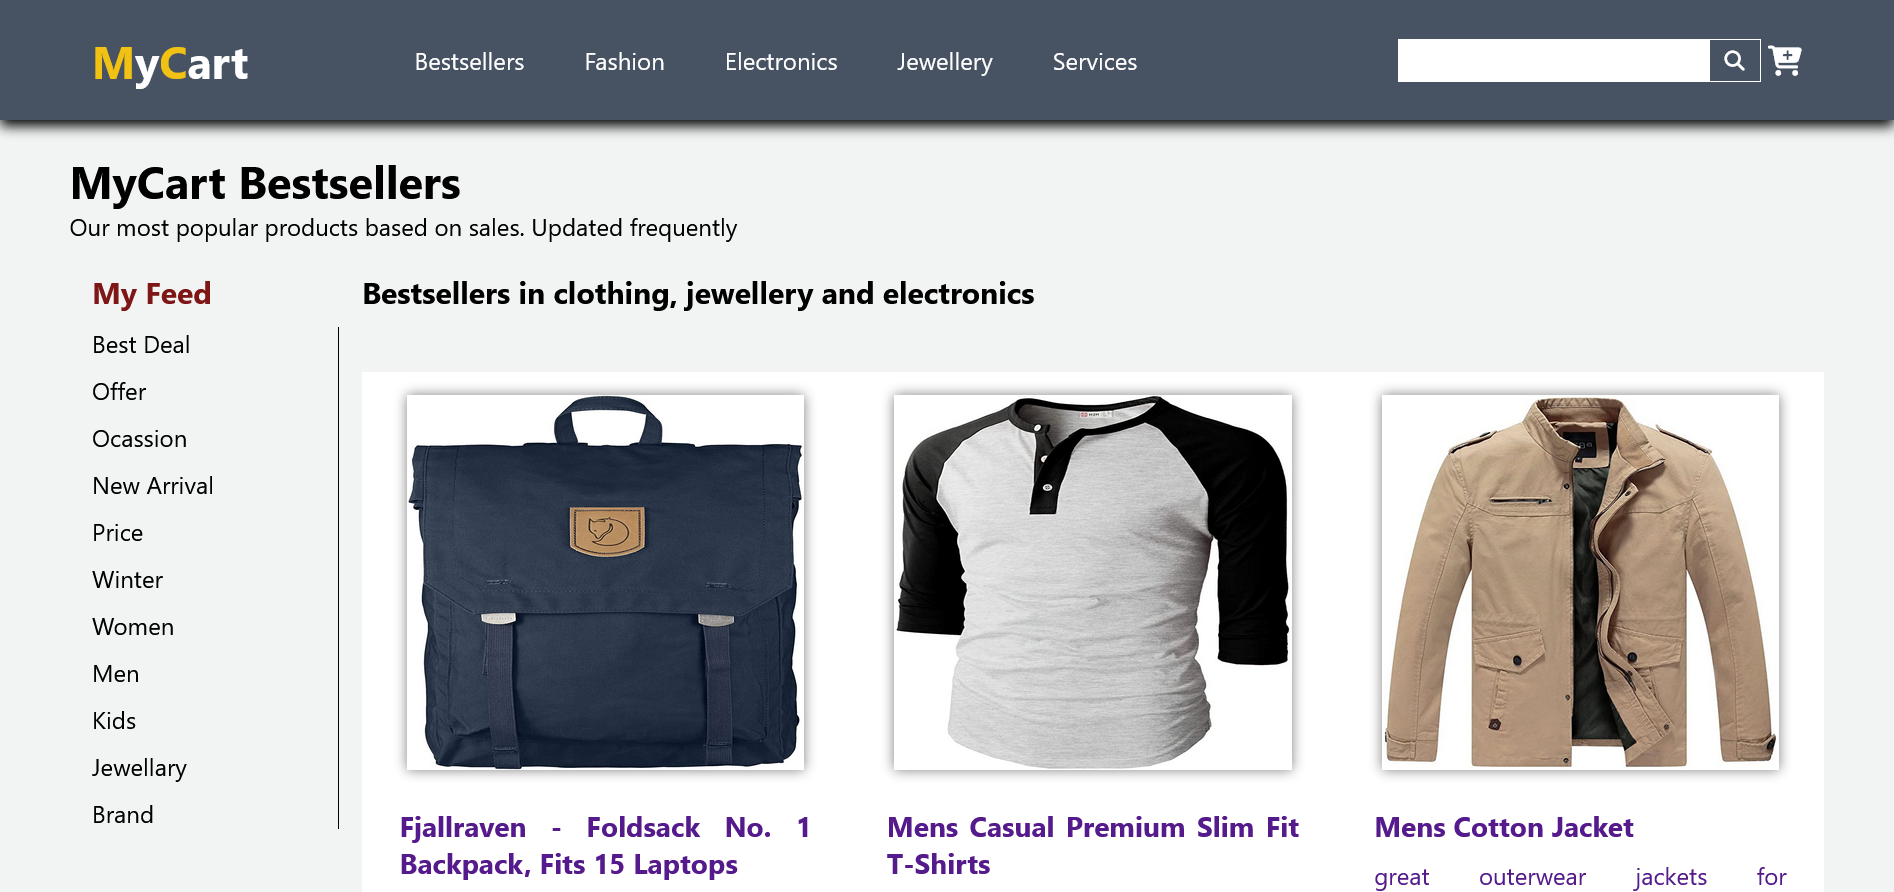 MyCart
Bestsellers
Fashion
Electronics
Jewellery
Services
MyCart Bestsellers
Our most popular products based on sales. Updated frequently
My Feed
Best Deal
Offer
Ocassion
New Arrival
Price
Winter
Women
Men
Kids
Jewellary
Brand
Bestsellers in clothing, jewellery and electronics
Fjallraven - Foldsack No. 1
Backpack, Fits 15 Laptops
Mens Casual Premium Slim Fit
T-Shirts
Mens Cotton Jacket
great outerwear jackets for